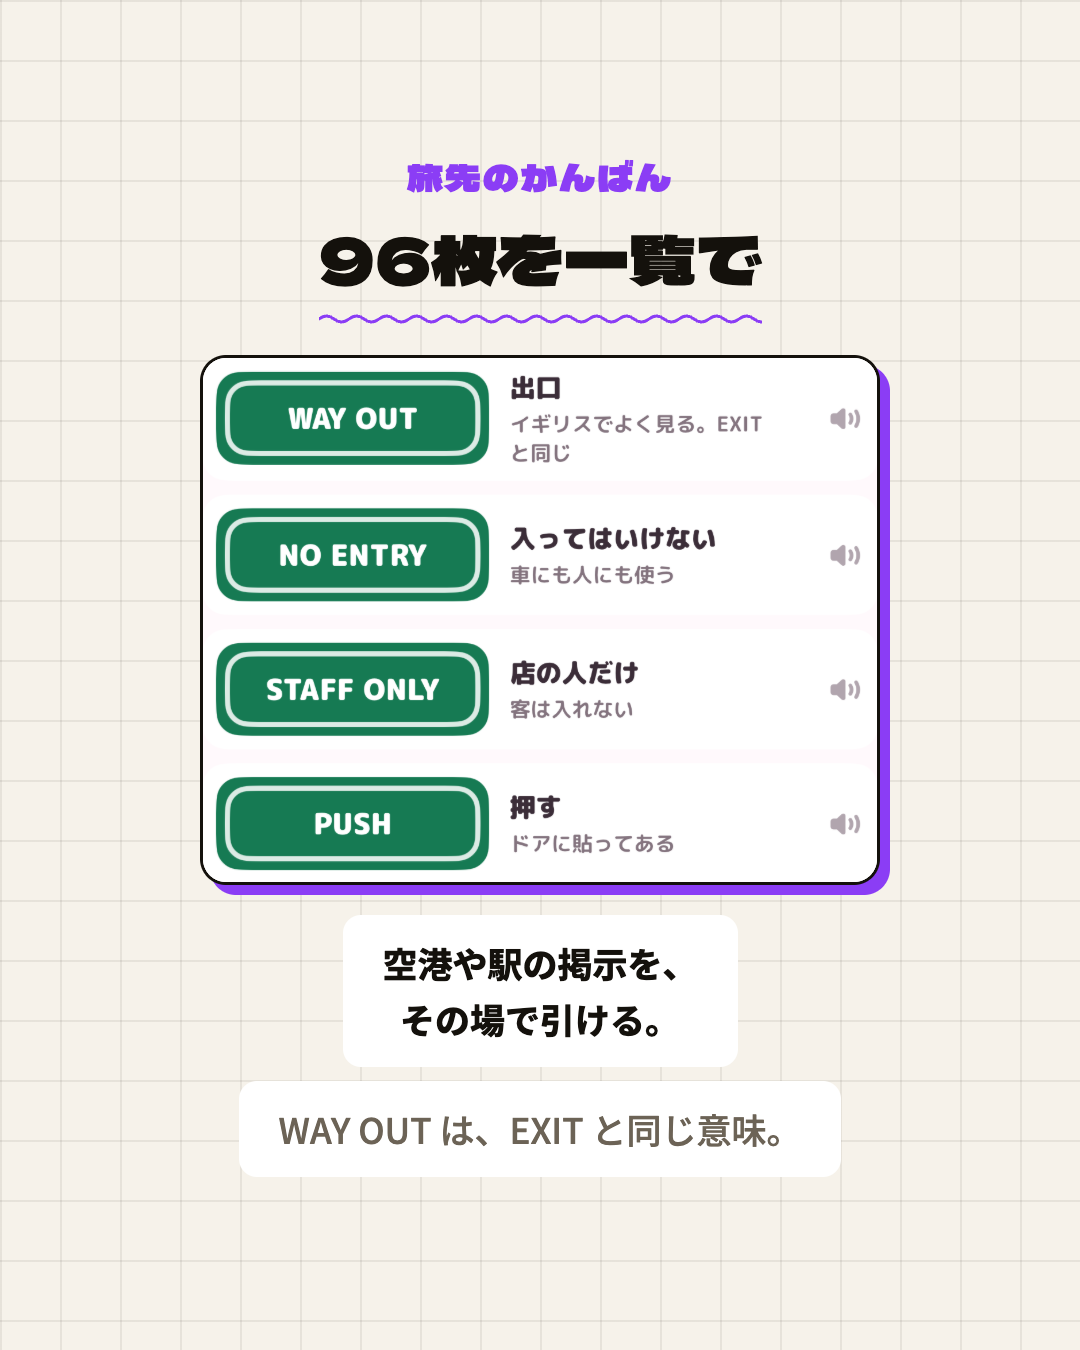 旅先のかんばん
96枚を一覧で
WAY OUT
出口
イギリスでよく見る。EXIT
と同じ
NO ENTRY
入ってはいけない
車にも人にも使う
STAFF ONLY
店の人だけ
客は入れない
PUSH
押す
ドアに貼ってある
空港や駅の掲示を、
その場で引ける。
WAY OUT は、EXIT と同じ意味。